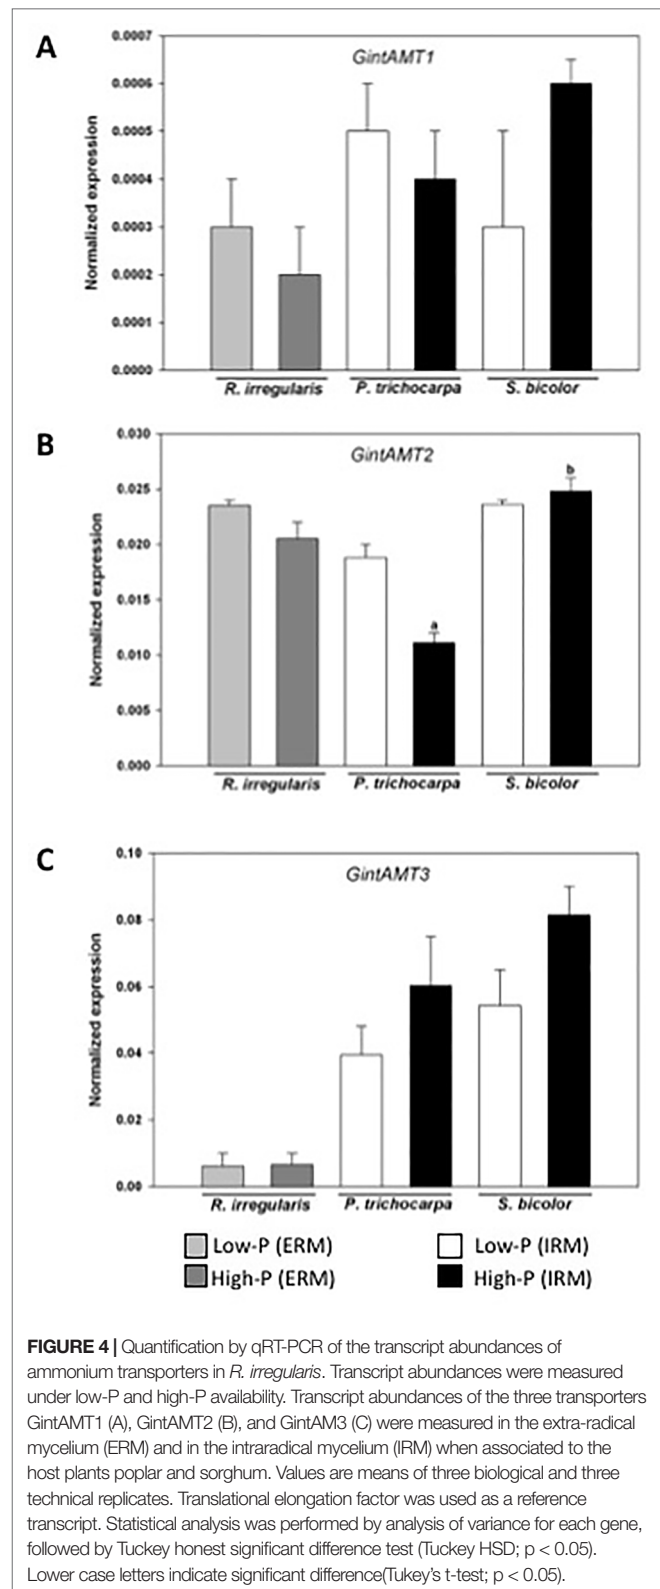 A
GintAMT1
Normalized expression
0.0007
0.0006
0.0005
0.0004
0.0003
0.0002
0.0001
0.0000
R. irregularis P. trichocarpa S. bicolor
B
GintAMT2
Normalized expression
0.030
0.025
0.020
0.015
0.010
0.005
0.000
a
b
R. irregularis P. trichocarpa S. bicolor
C
GintAMT3
Normalized expression
0.10
0.08
0.06
0.04
0.02
0.00
R. irregularis P. trichocarpa S. bicolor
Low-P (ERM) Low-P (IRM)
High-P (ERM) High-P (IRM)
FIGURE 4 | Quantification by qRT-PCR of the transcript abundances of
ammonium transporters in R. irregularis. Transcript abundances were measured
under low-P and high-P availability. Transcript abundances of the three transporters
GintAMT1 (A), GintAMT2 (B), and GintAM3 (C) were measured in the extra-radical
mycelium (ERM) and in the intraradical mycelium (IRM) when associated to the
host plants poplar and sorghum. Values are means of three biological and three
technical replicates. Translational elongation factor was used as a reference
transcript. Statistical analysis was performed by analysis of variance for each gene,
followed by Tuckey honest significant difference test (Tuckey HSD; p < 0.05).
Lower case letters indicate significant difference(Tukey's t-test; p < 0.05).